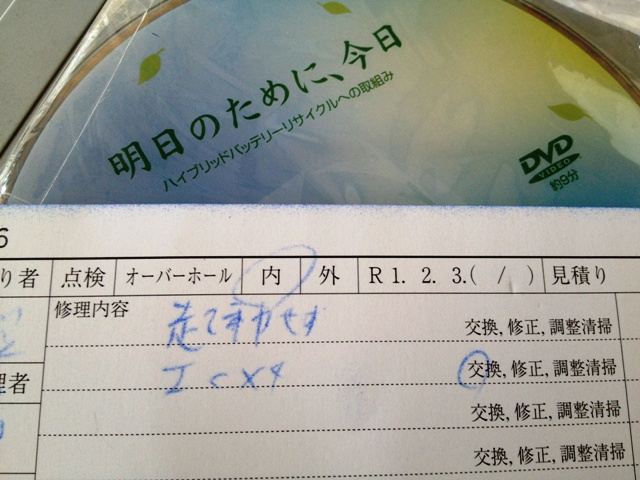 明日のために、今日
ハイブリッドバッテリーリサイクルへの取組み
DVD
VIDEO
約9分
6
り者 点検 オーバーホール 内 外 R 1. 2. 3.( / ) 見積り
修理内容
交換, 修正, 調整清掃
理者 交換, 修正, 調整清掃
交換, 修正, 調整清掃
交換, 修正, 調整清掃